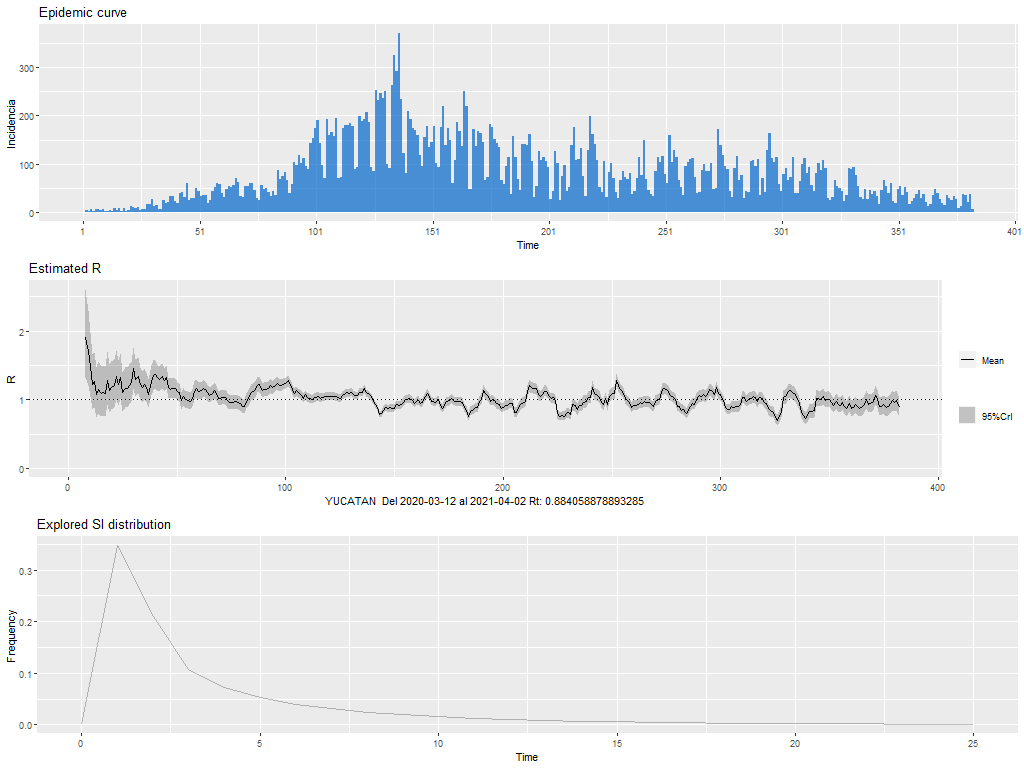 Epidemic curve
Incidencia
300
200
100
0
1 51 101 151 201 251 301 351 401
Time
Estimated R
R
2
1
0
Mean
95%CrI
0 100 200 300 400
YUCATAN Del 2020-03-12 al 2021-04-02 Rt: 0.884058878893285
Explored SI distribution
Frequency
0.3
0.2
0.1
0.0
0 5 10 15 20 25
Time